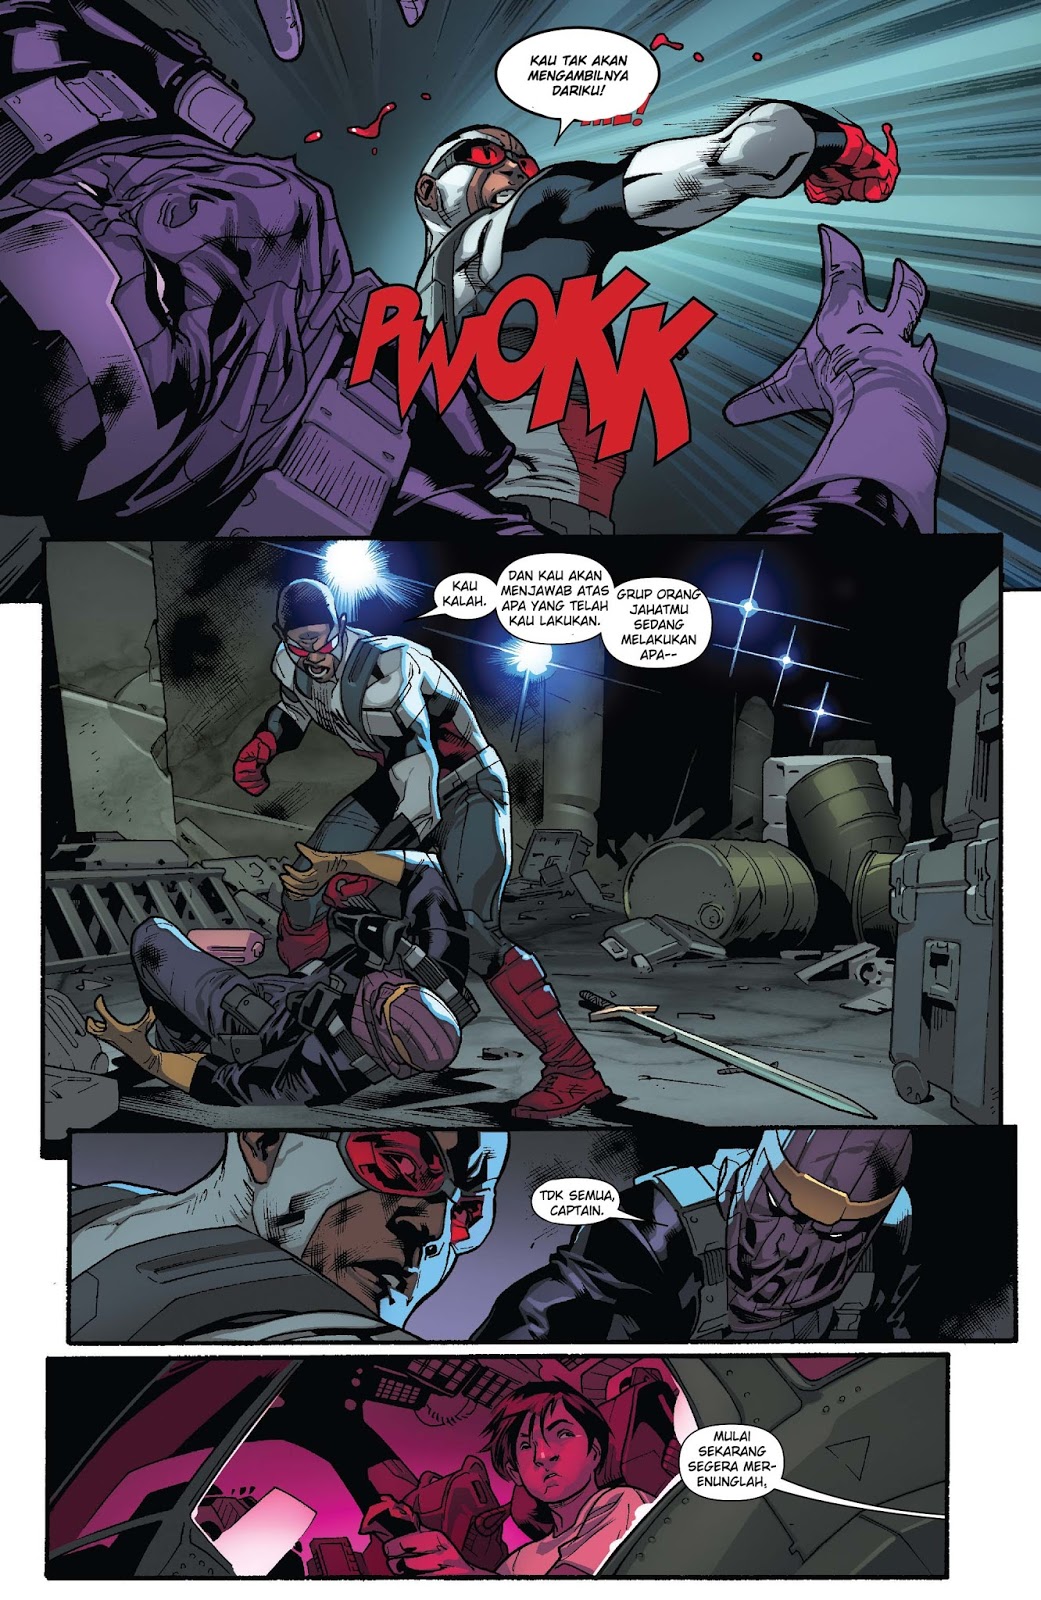 KAU TAK AKAN
MENGAMBILNYA
DARIKU!
PWOKK
KAU
KALAH.
DAN KAU AKAN
MENJAWAB ATAS
APA YANG TELAH
KAU LAKUKAN.
GRUP ORANG
JAHATMU
SEDANG
MELAKUKAN
APA--
TDK SEMUA,
CAPTAIN.
MULAI
SEKARANG
SEGERA MER-
ENUNGLAH,